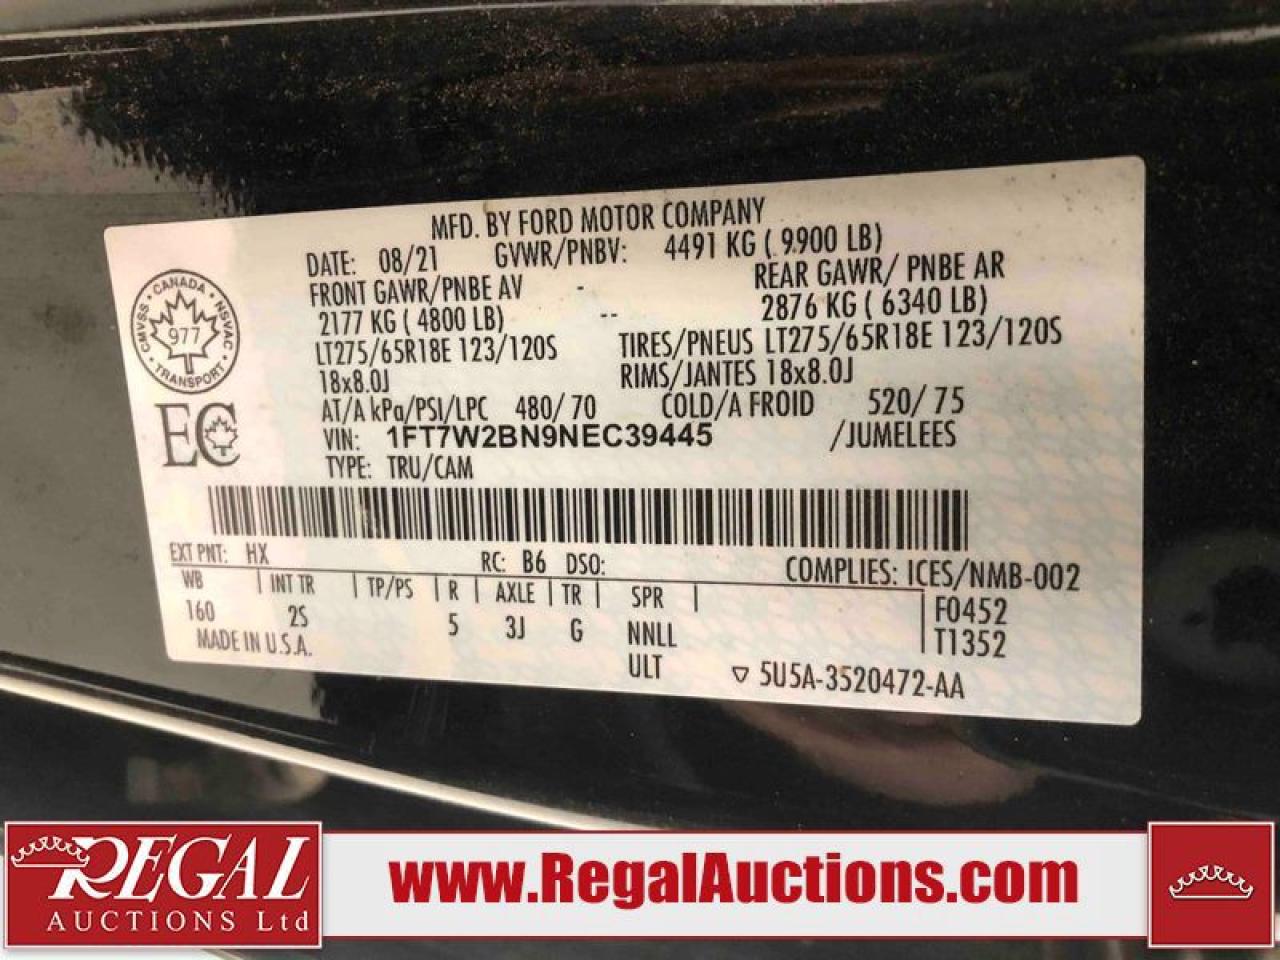 MFD. BY FORD MOTOR COMPANY
DATE: 08/21 GVWR/PNBV: 4491 KG ( 9900 LB)
FRONT GAWR/PNBE AV - REAR GAWR/ PNBE AR
2177 KG ( 4800 LB) -- 2876 KG ( 6340 LB)
LT275/65R18E 123/120S TIRES/PNEUS LT275/65R18E 123/120S
18x8.0J RIMS/JANTES 18x8.0J
AT/A kPa/PSI/LPC 480/ 70 COLD/A FROID 520/ 75
VIN: 1FT7W2BN9NEC39445 /JUMELEES
TYPE: TRU/CAM
CANADA
CMVSS · NSVAC
977
TRANSPORT
EC
EXT PNT: HX RC: B6 DSO: COMPLIES: ICES/NMB-002
WB | INT TR | TP/PS | R | AXLE | TR | SPR | F0452
160 2S 5 3J G NNLL T1352
MADE IN U.S.A. ULT ▽ 5U5A-3520472-AA
REGAL
AUCTIONS Ltd
www.RegalAuctions.com